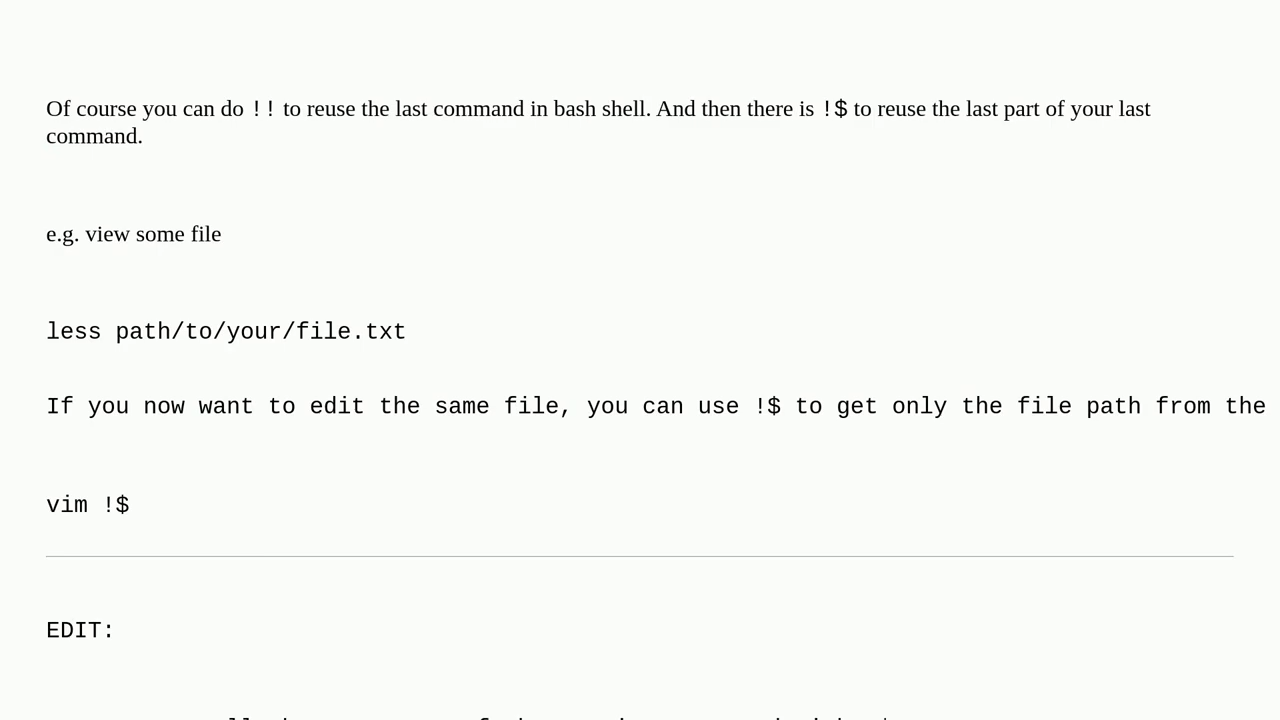 Of course you can do !! to reuse the last command in bash shell. And then there is !$ to reuse the last part of your last
command.
e.g. view some file
less path/to/your/file.txt
If you now want to edit the same file, you can use !$ to get only the file path from the
vim !$
EDIT: